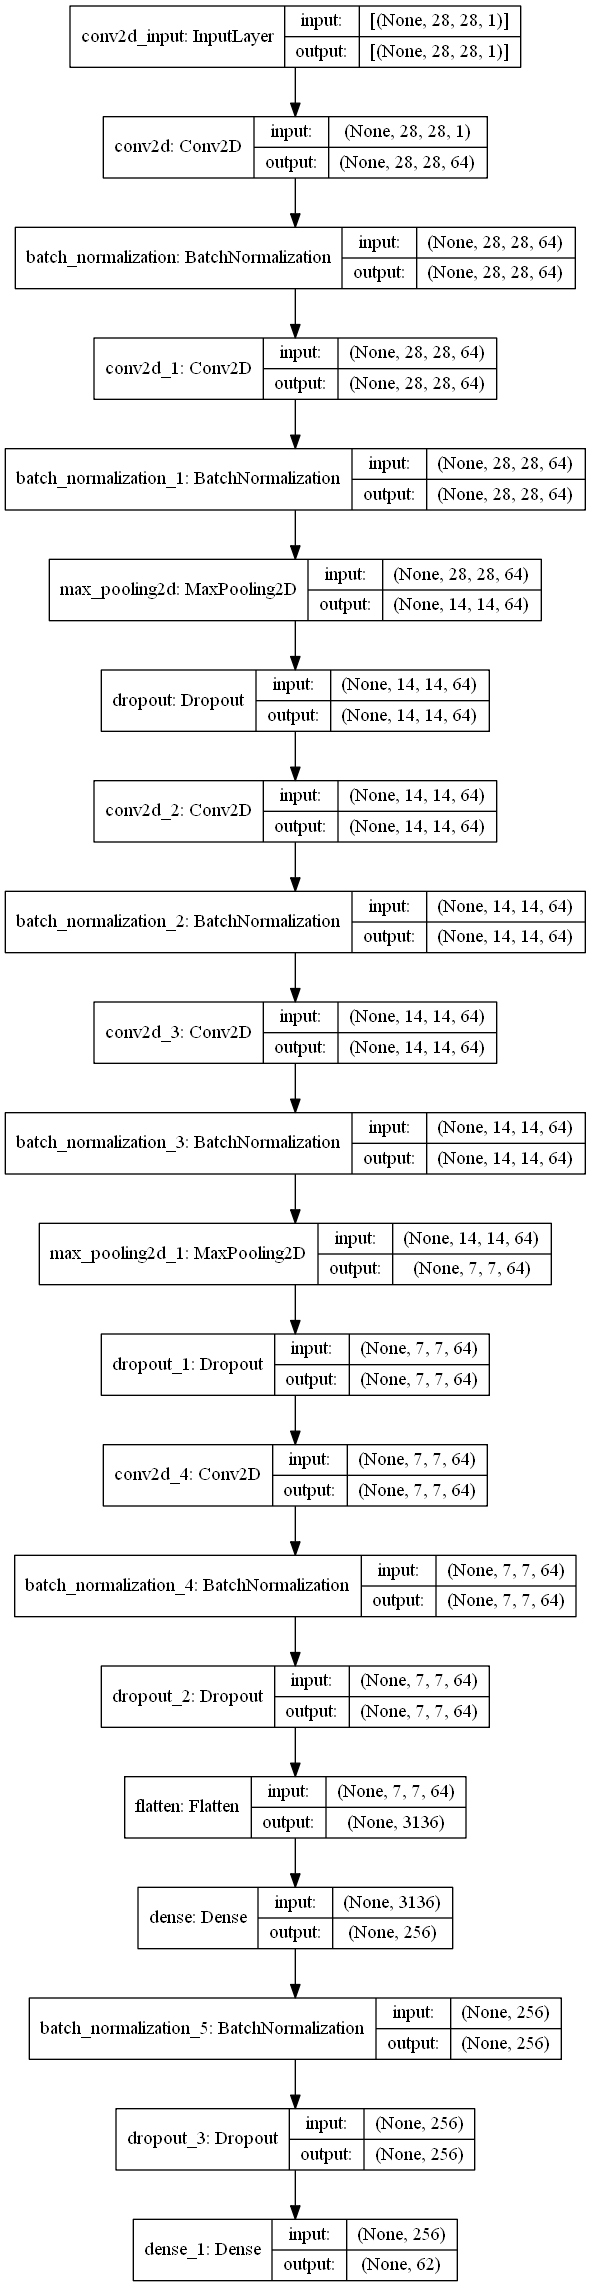 conv2d_input: InputLayer
input:
[(None, 28, 28, 1)]
output:
[(None, 28, 28, 1)]
conv2d: Conv2D
input:
(None, 28, 28, 1)
output:
(None, 28, 28, 64)
batch_normalization: BatchNormalization
input:
(None, 28, 28, 64)
output:
(None, 28, 28, 64)
conv2d_1: Conv2D
input:
(None, 28, 28, 64)
output:
(None, 28, 28, 64)
batch_normalization_1: BatchNormalization
input:
(None, 28, 28, 64)
output:
(None, 28, 28, 64)
max_pooling2d: MaxPooling2D
input:
(None, 28, 28, 64)
output:
(None, 14, 14, 64)
dropout: Dropout
input:
(None, 14, 14, 64)
output:
(None, 14, 14, 64)
conv2d_2: Conv2D
input:
(None, 14, 14, 64)
output:
(None, 14, 14, 64)
batch_normalization_2: BatchNormalization
input:
(None, 14, 14, 64)
output:
(None, 14, 14, 64)
conv2d_3: Conv2D
input:
(None, 14, 14, 64)
output:
(None, 14, 14, 64)
batch_normalization_3: BatchNormalization
input:
(None, 14, 14, 64)
output:
(None, 14, 14, 64)
max_pooling2d_1: MaxPooling2D
input:
(None, 14, 14, 64)
output:
(None, 7, 7, 64)
dropout_1: Dropout
input:
(None, 7, 7, 64)
output:
(None, 7, 7, 64)
conv2d_4: Conv2D
input:
(None, 7, 7, 64)
output:
(None, 7, 7, 64)
batch_normalization_4: BatchNormalization
input:
(None, 7, 7, 64)
output:
(None, 7, 7, 64)
dropout_2: Dropout
input:
(None, 7, 7, 64)
output:
(None, 7, 7, 64)
flatten: Flatten
input:
(None, 7, 7, 64)
output:
(None, 3136)
dense: Dense
input:
(None, 3136)
output:
(None, 256)
batch_normalization_5: BatchNormalization
input:
(None, 256)
output:
(None, 256)
dropout_3: Dropout
input:
(None, 256)
output:
(None, 256)
dense_1: Dense
input:
(None, 256)
output:
(None, 62)